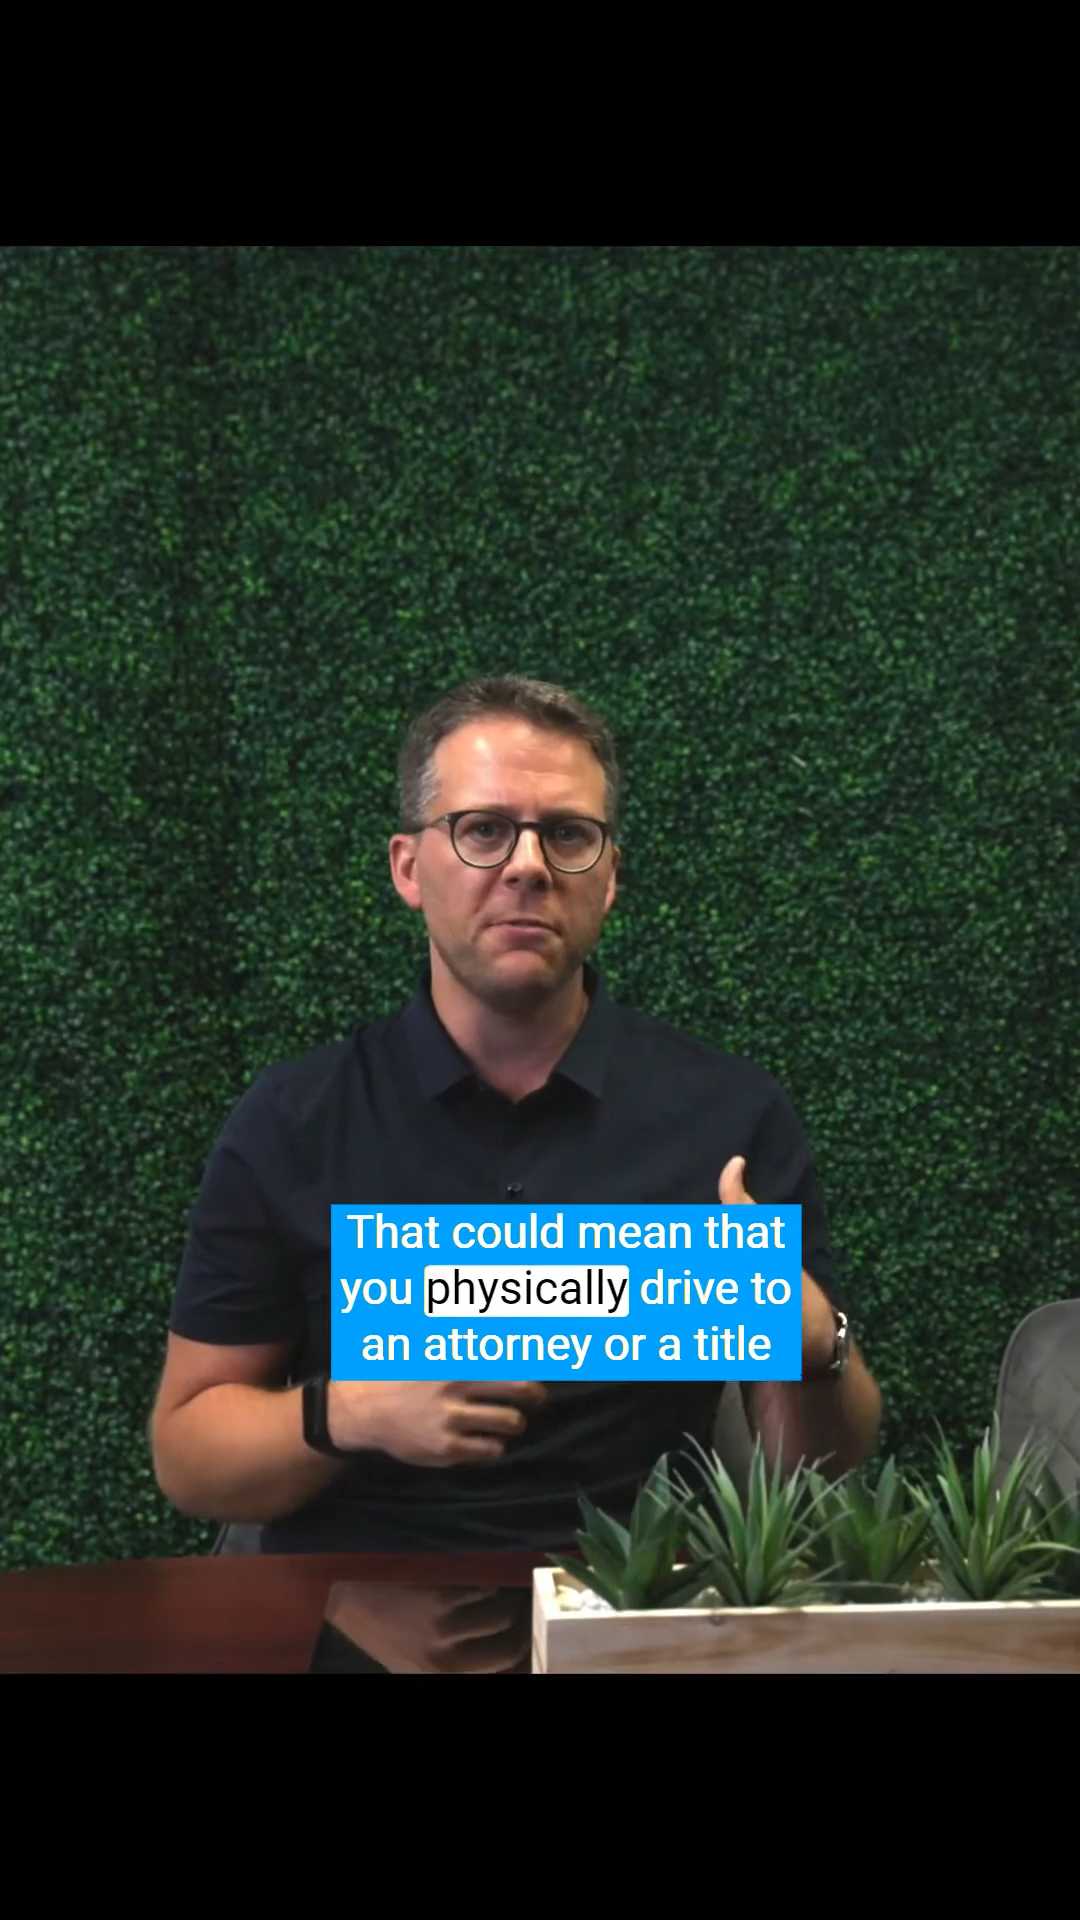 That could mean that
you physically drive to
an attorney or a title